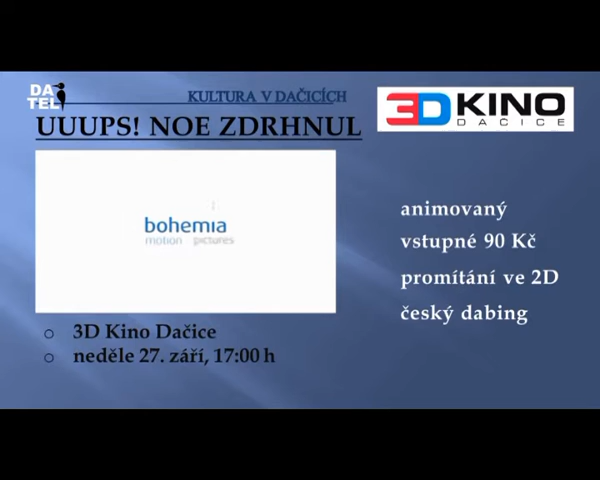 DA
TEL
KULTURA V DAČICÍCH
UUUPS! NOE ZDRHNUL
3D KINO
DACICE
bohemia
motion pictures
animovaný
vstupné 90 Kč
promítání ve 2D
český dabing
3D Kino Dačice
neděle 27. září, 17:00 h